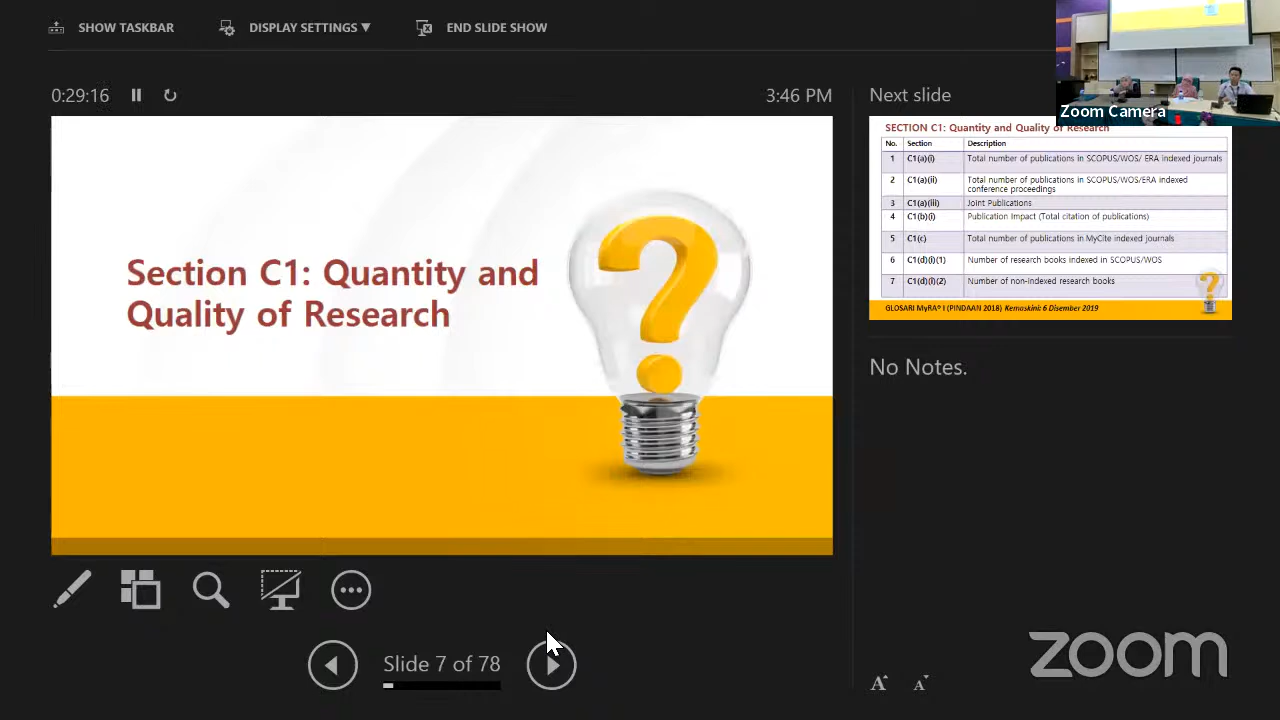 SHOW TASKBAR
DISPLAY SETTINGS ▼
END SLIDE SHOW
0:29:16
3:46 PM
Section C1: Quantity and
Quality of Research
Slide 7 of 78
Next slide
Zoom Camera
SECTION C1: Quantity and Quality of Research
No. Section Description
1 C1(a)(i) Total number of publications in SCOPUS/WOS/ ERA indexed journals
2 C1(a)(ii) Total number of publications in SCOPUS/WOS/ERA indexed
conference proceedings
3 C1(a)(iii) Joint Publications
4 C1(b)(i) Publication Impact (Total citation of publications)
5 C1(c) Total number of publications in MyCite indexed journals
6 C1(d)(i)(1) Number of research books indexed in SCOPUS/WOS
7 C1(d)(i)(2) Number of non-indexed research books
GLOSARI MyRA® I (PINDAAN 2018) Kemaskini: 6 Disember 2019
No Notes.
A A
zoom